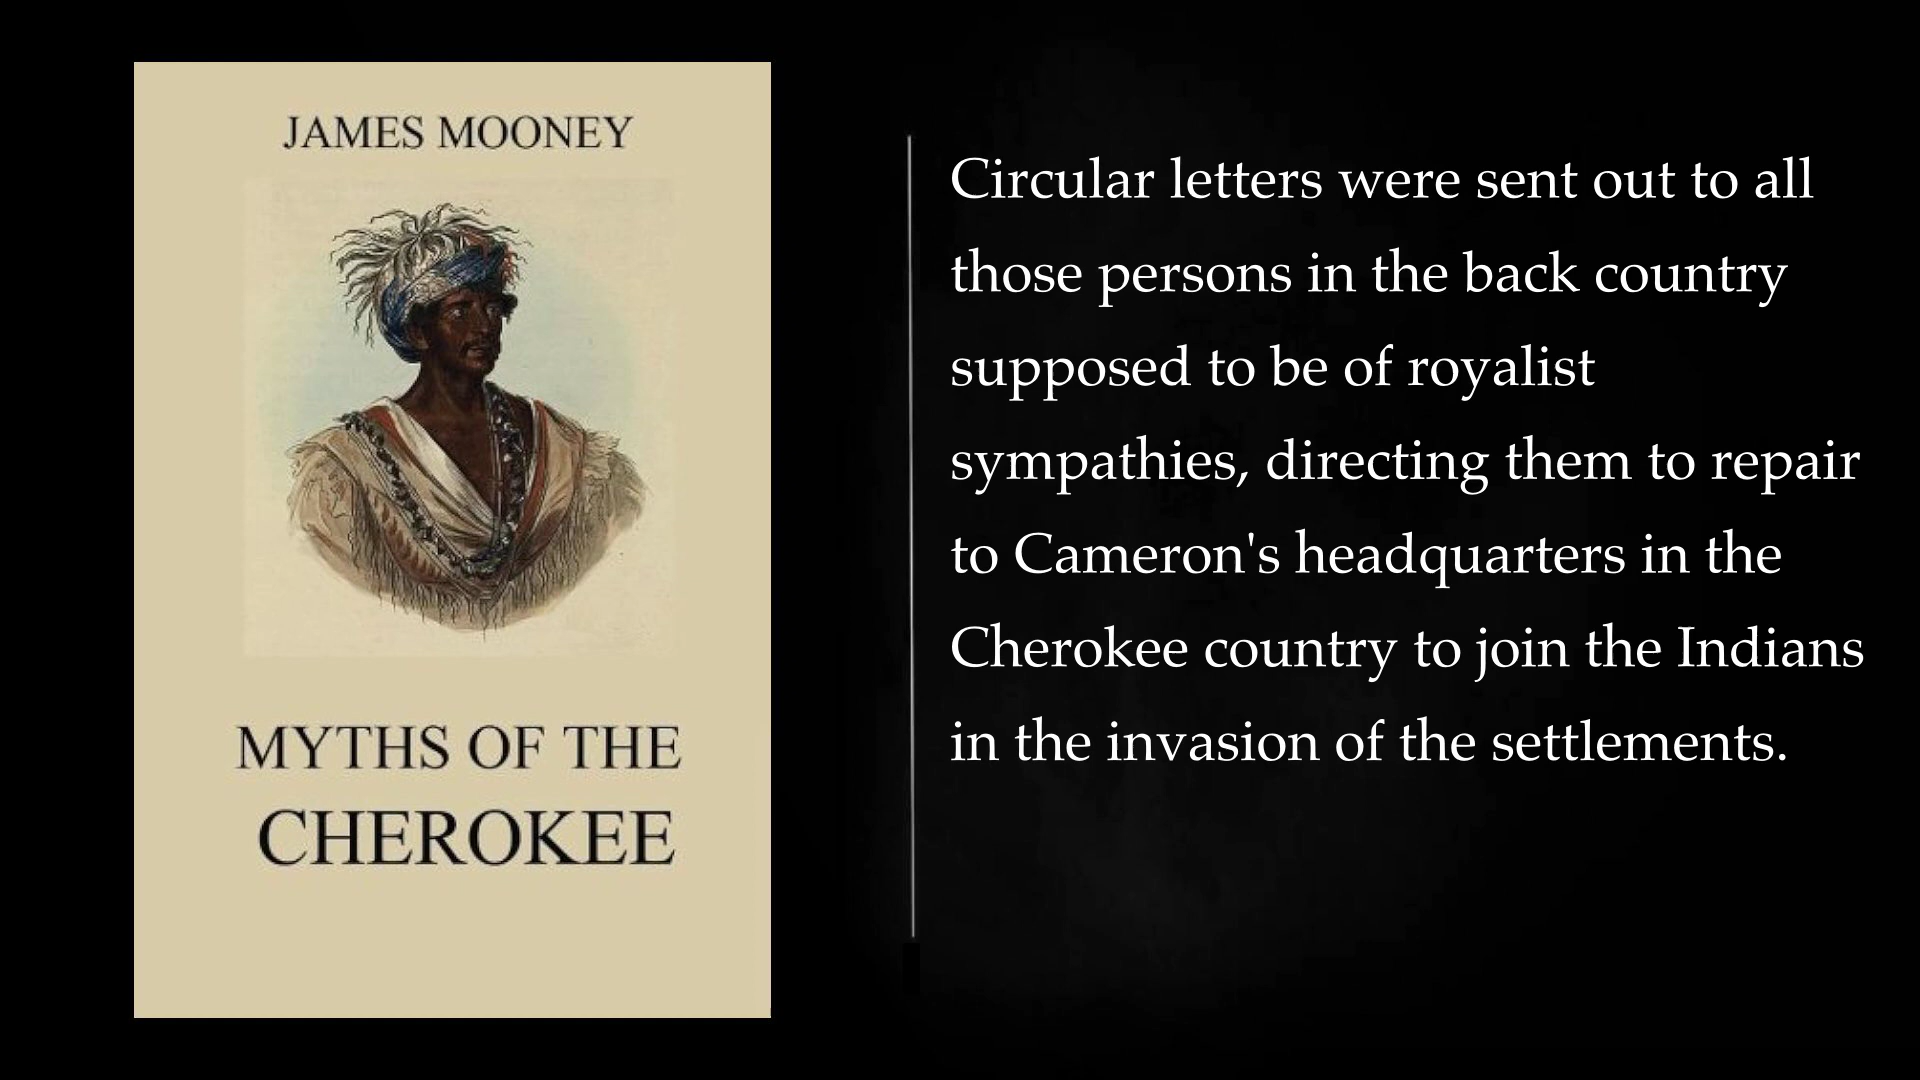 JAMES MOONEY
MYTHS OF THE
CHEROKEE
Circular letters were sent out to all
those persons in the back country
supposed to be of royalist
sympathies, directing them to repair
to Cameron's headquarters in the
Cherokee country to join the Indians
in the invasion of the settlements.